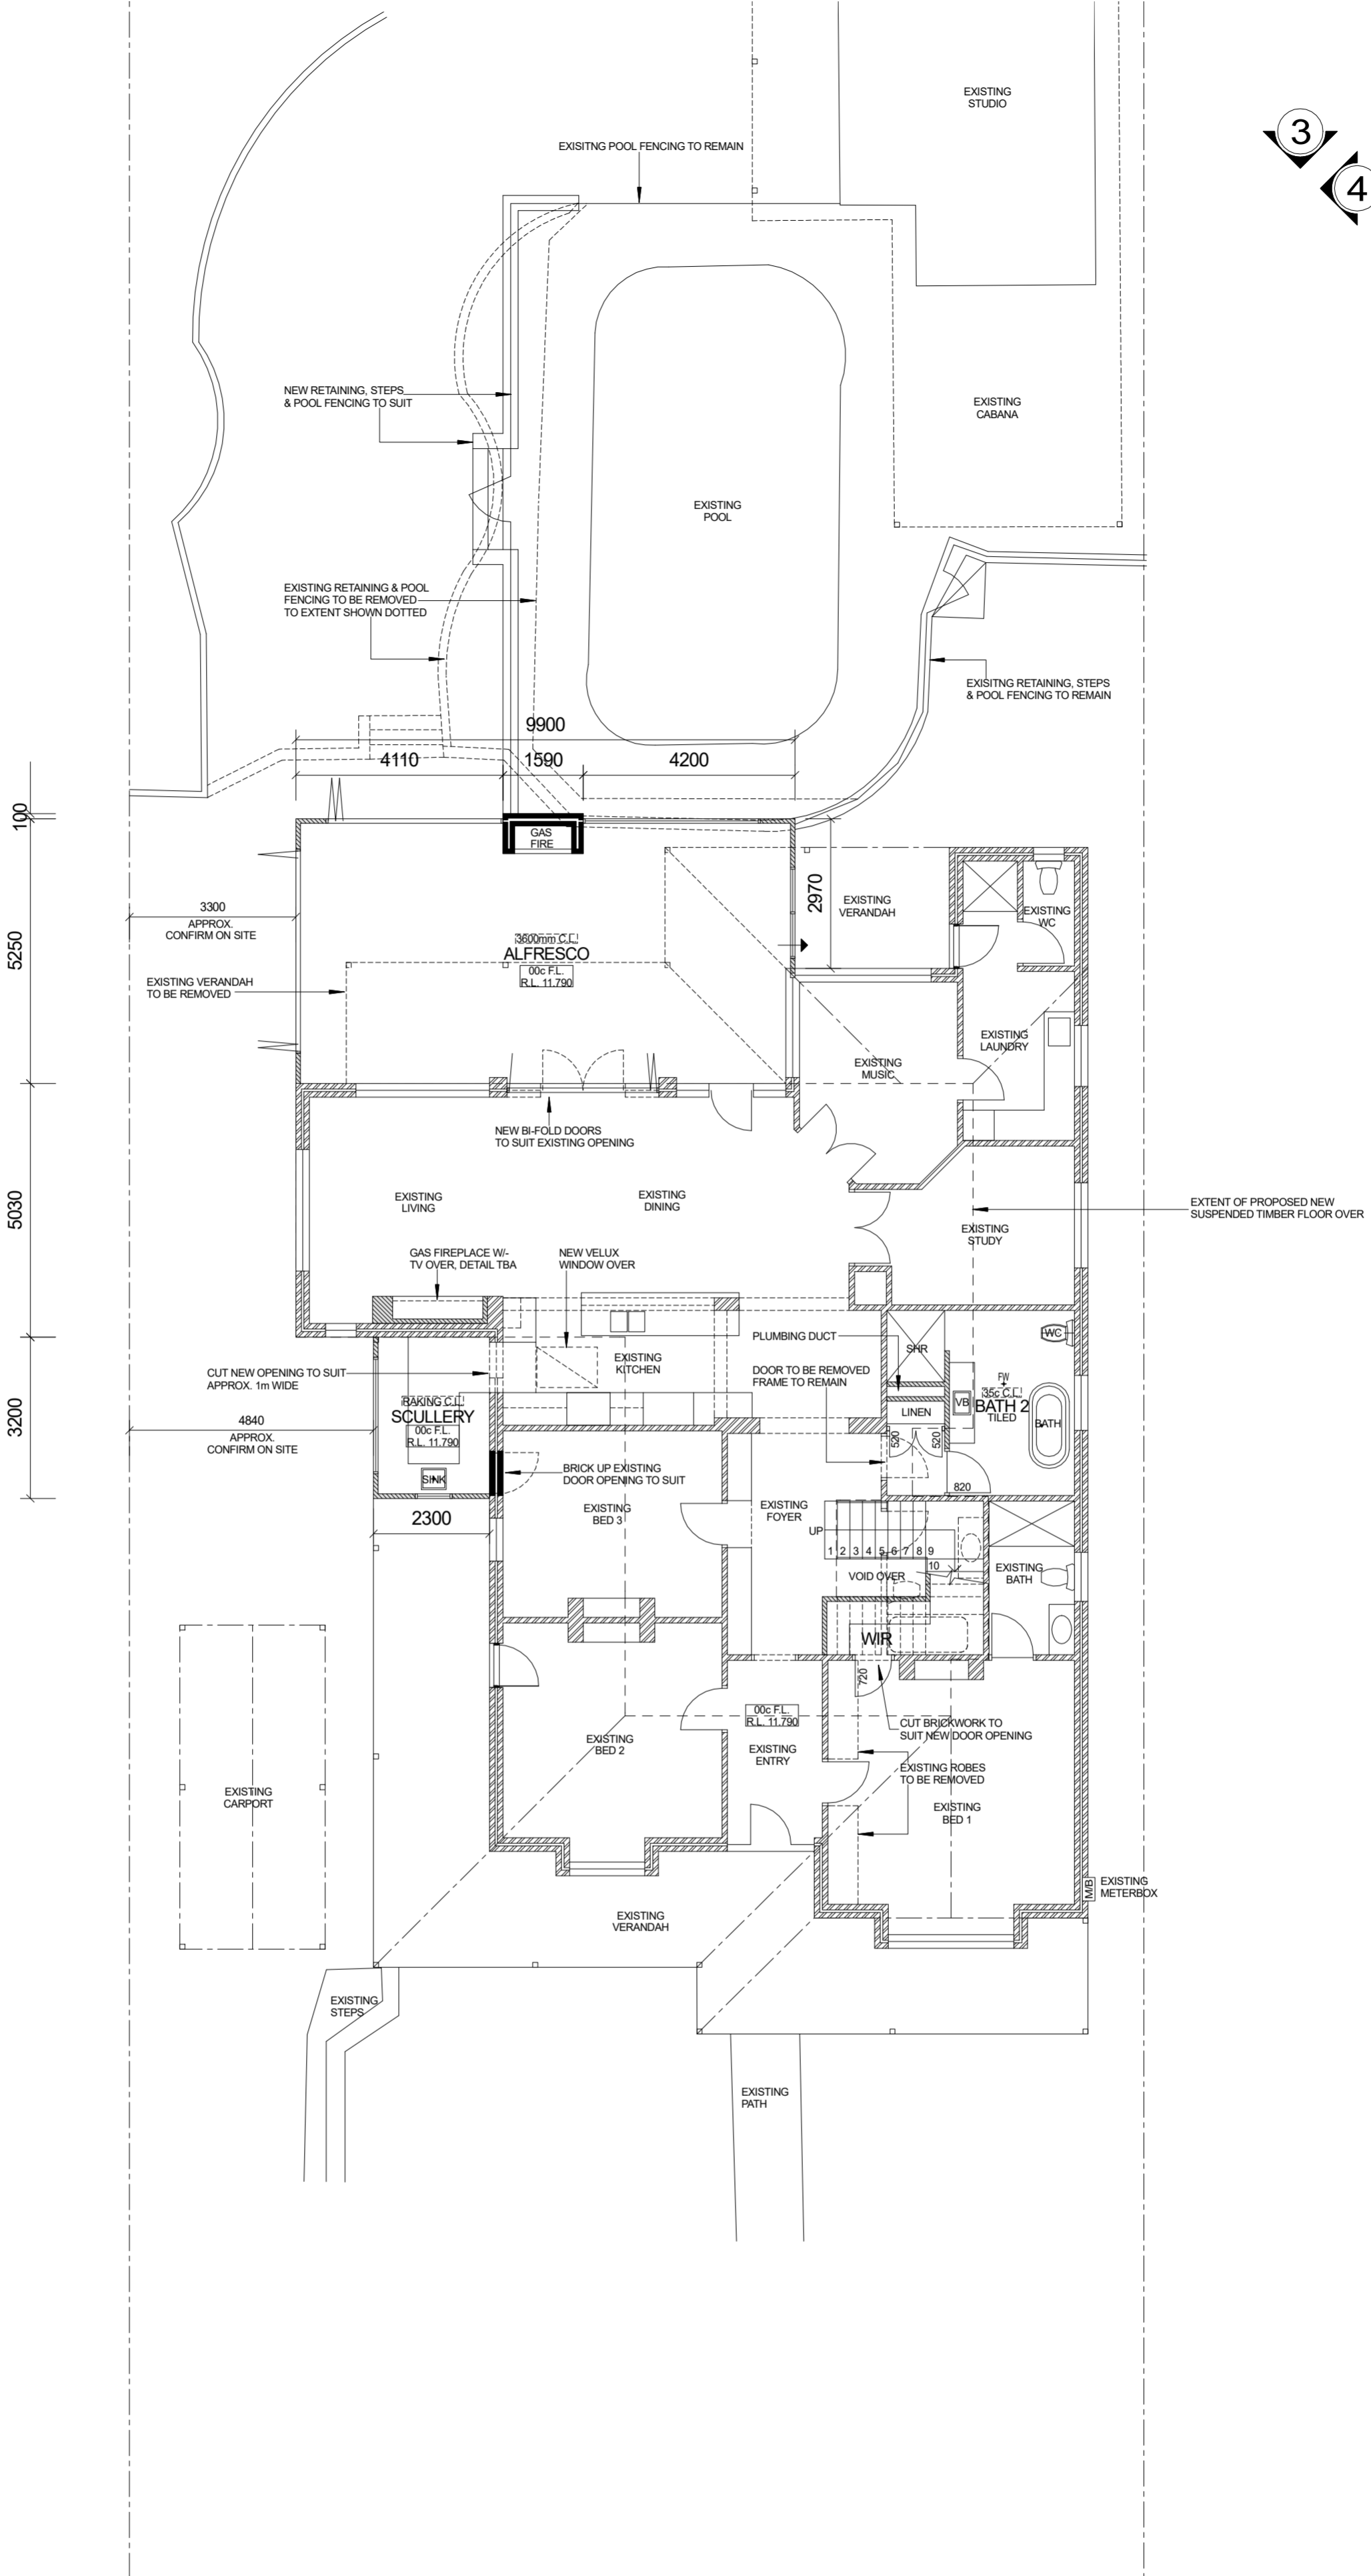 EXISTING
STUDIO
3
4
EXISITNG POOL FENCING TO REMAIN
NEW RETAINING, STEPS
& POOL FENCING TO SUIT
EXISTING
CABANA
EXISTING
POOL
EXISTING RETAINING & POOL
FENCING TO BE REMOVED
TO EXTENT SHOWN DOTTED
EXISITNG RETAINING, STEPS
& POOL FENCING TO REMAIN
9900
4110
1590
4200
100
GAS
FIRE
2970
EXISTING
VERANDAH
EXISTING
WC
3300
APPROX.
CONFIRM ON SITE
5250
3600mm C.L.
ALFRESCO
00c F.L.
R.L. 11.790
EXISTING VERANDAH
TO BE REMOVED
EXISTING
LAUNDRY
EXISTING
MUSIC
NEW BI-FOLD DOORS
TO SUIT EXISTING OPENING
5030
EXISTING
LIVING
EXISTING
DINING
EXTENT OF PROPOSED NEW
SUSPENDED TIMBER FLOOR OVER
EXISTING
STUDY
GAS FIREPLACE W/-
TV OVER, DETAIL TBA
NEW VELUX
WINDOW OVER
PLUMBING DUCT
SHR
WC
EXISTING
KITCHEN
DOOR TO BE REMOVED
FRAME TO REMAIN
CUT NEW OPENING TO SUIT
APPROX. 1m WIDE
FW
35c C.L.
BATH 2
TILED
VB
BATH
LINEN
3200
RAKING C.L.
SCULLERY
00c F.L.
R.L. 11.790
4840
APPROX.
CONFIRM ON SITE
520
520
SINK
BRICK UP EXISTING
DOOR OPENING TO SUIT
820
2300
EXISTING
BED 3
EXISTING
FOYER
UP
1 2 3 4 5 6 7 8 9
10
VOID OVER
EXISTING
BATH
WIR
720
00c F.L.
R.L. 11.790
CUT BRICKWORK TO
SUIT NEW DOOR OPENING
EXISTING
BED 2
EXISTING
ENTRY
EXISTING ROBES
TO BE REMOVED
EXISTING
CARPORT
EXISTING
BED 1
M/B
EXISTING
METERBOX
EXISTING
VERANDAH
EXISTING
STEPS
EXISTING
PATH